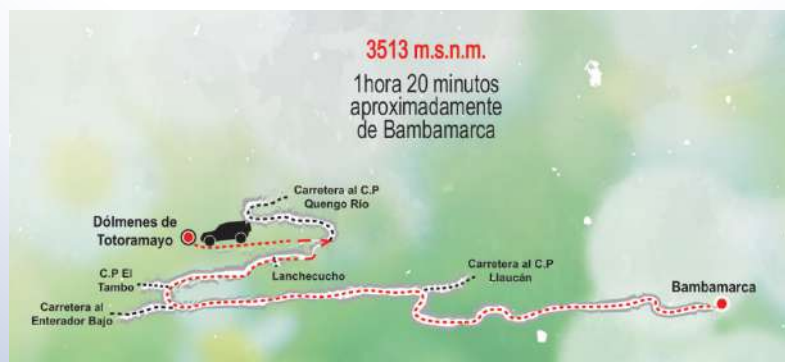 3513 m.s.n.m.
1hora 20 minutos
aproximadamente
de Bambamarca
Carretera al C.P
Quengo Río
Dólmenes de
Totoramayo
Lanchecucho
C.P El
Tambo
Carretera al C.P
Llaucán
Bambamarca
Carretera al
Enterador Bajo